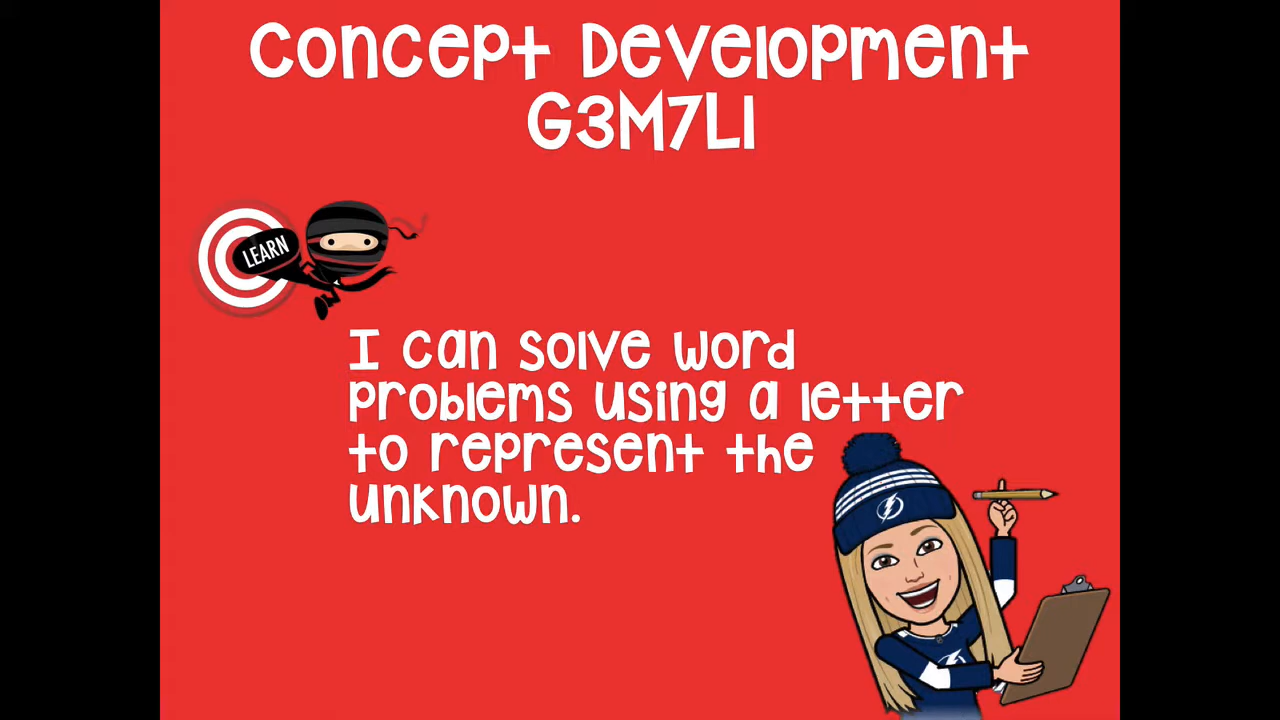 Concept Development
G3M7L1
LEARN
I can solve word
problems using a letter
to represent the
unknown.